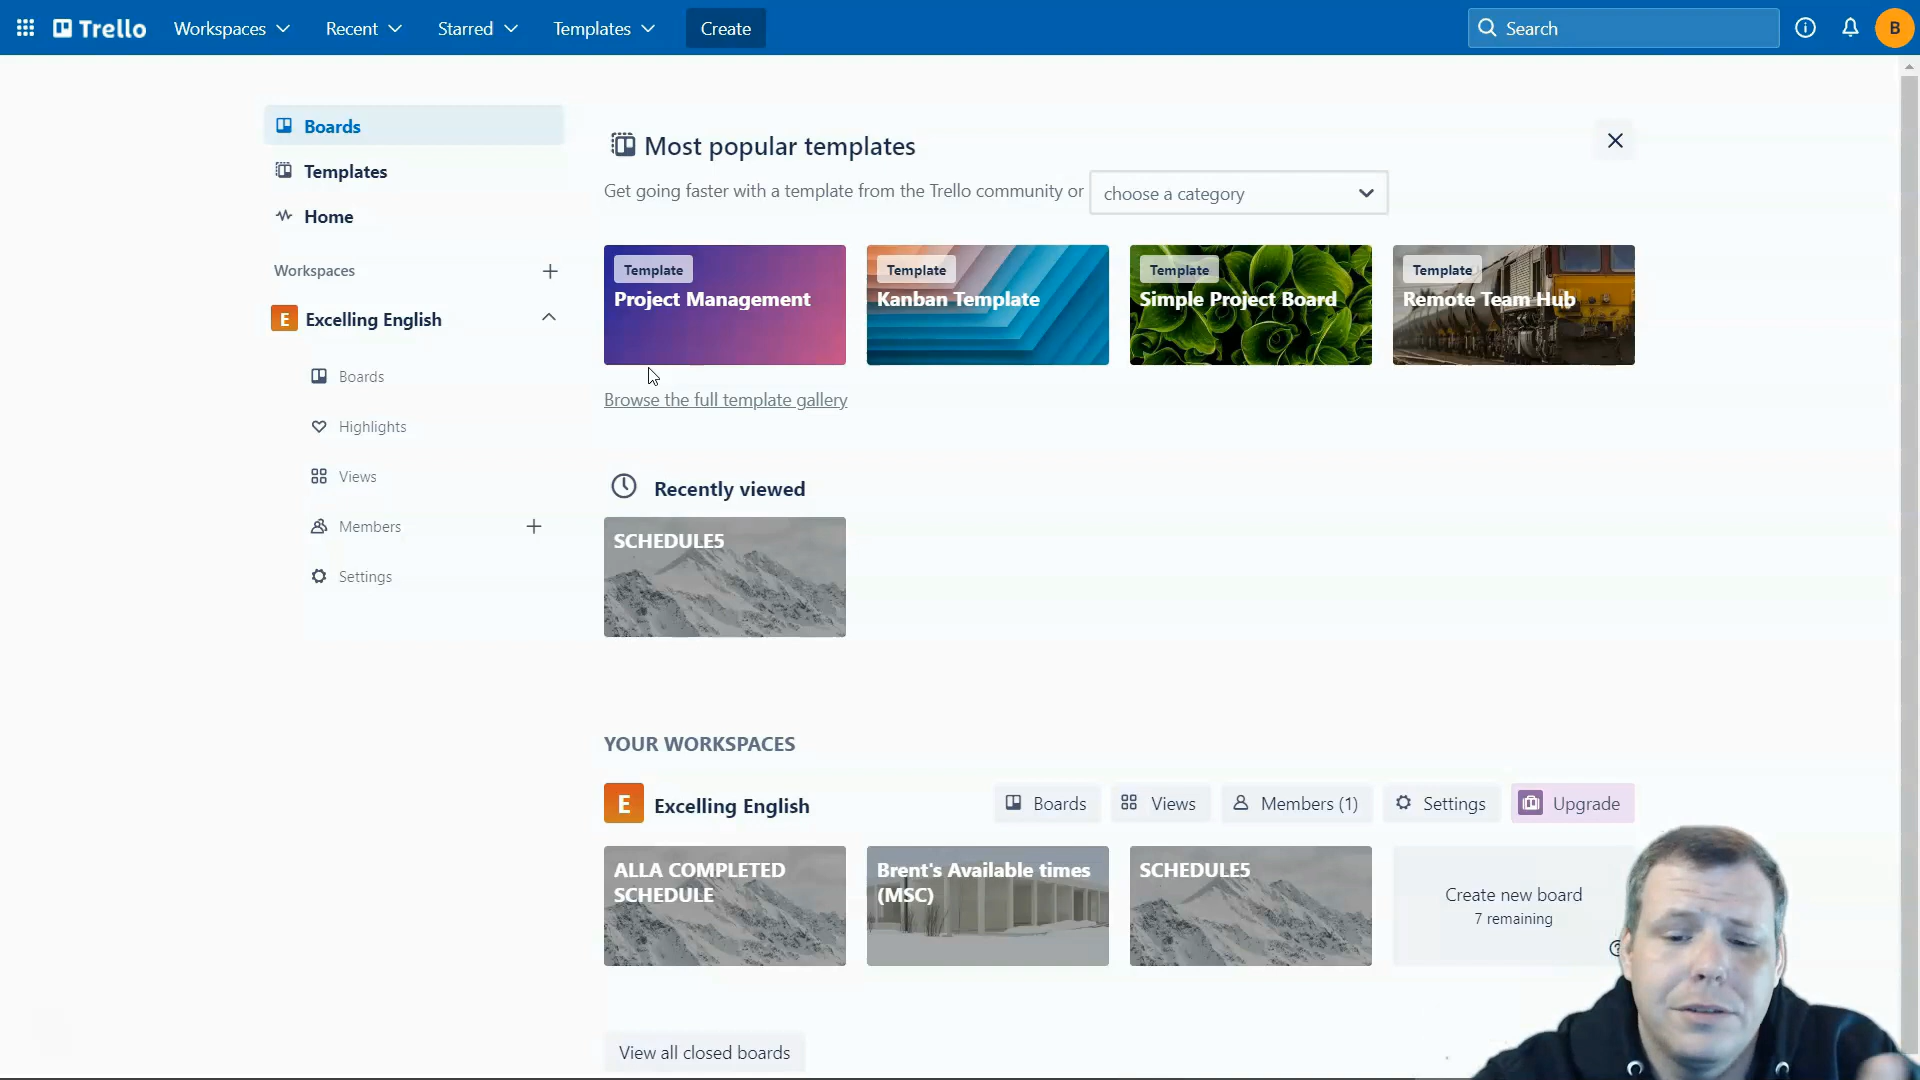 Trello
Workspaces
Recent
Starred
Templates
Create
Search
B
Boards
Templates
Home
Workspaces
E Excelling English
Boards
Highlights
Views
Members
Settings
Most popular templates
Get going faster with a template from the Trello community or
choose a category
Template
Project Management
Template
Kanban Template
Template
Simple Project Board
Template
Remote Team Hub
Browse the full template gallery
Recently viewed
SCHEDULE5
YOUR WORKSPACES
E Excelling English
Boards
Views
Members (1)
Settings
Upgrade
ALLA COMPLETED
SCHEDULE
Brent's Available times
(MSC)
SCHEDULE5
Create new board
7 remaining
View all closed boards